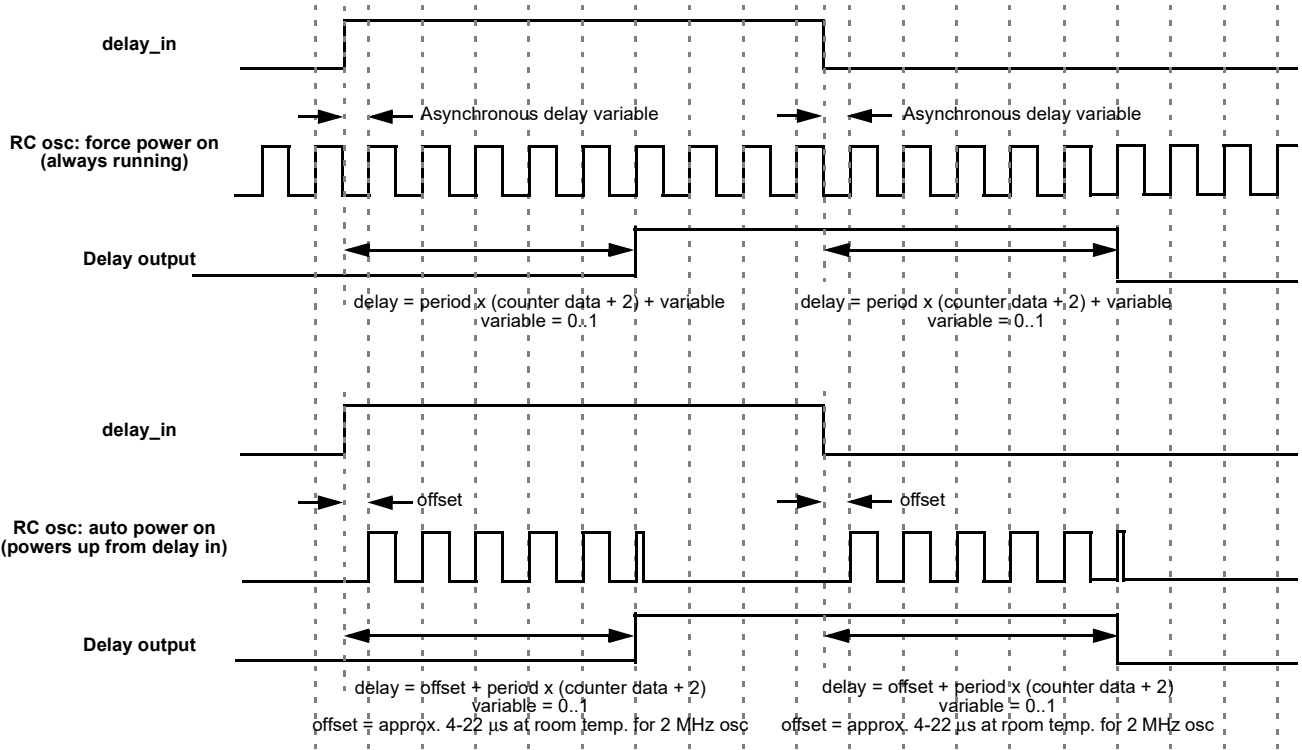 delay_in
Asynchronous delay variable
Asynchronous delay variable
RC osc: force power on
(always running)
Delay output
delay = period x (counter data + 2) + variable
variable = 0..1
delay = period x (counter data + 2) + variable
variable = 0..1
delay_in
offset
offset
RC osc: auto power on
(powers up from delay in)
Delay output
delay = offset + period x (counter data + 2)
variable = 0..1
offset = approx. 4-22 μs at room temp. for 2 MHz osc
delay = offset + period x (counter data + 2)
variable = 0..1
offset = approx. 4-22 μs at room temp. for 2 MHz osc